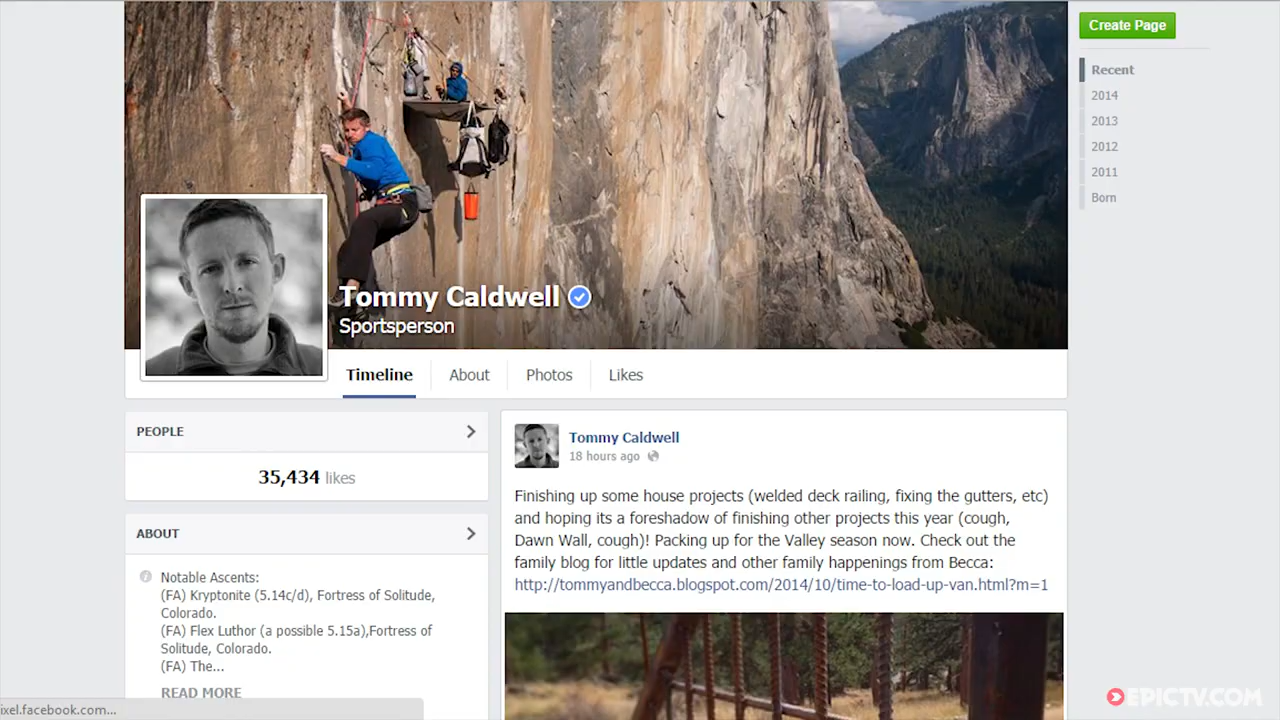 Create Page
Recent
2014
2013
2012
2011
Born
Tommy Caldwell
Sportsperson
Timeline
About
Photos
Likes
PEOPLE
35,434 likes
ABOUT
Notable Ascents:
(FA) Kryptonite (5.14c/d), Fortress of Solitude,
Colorado.
(FA) Flex Luthor (a possible 5.15a),Fortress of
Solitude, Colorado.
(FA) The...
READ MORE
Tommy Caldwell
18 hours ago
Finishing up some house projects (welded deck railing, fixing the gutters, etc)
and hoping its a foreshadow of finishing other projects this year (cough,
Dawn Wall, cough)! Packing up for the Valley season now. Check out the
family blog for little updates and other family happenings from Becca:
http://tommyandbecca.blogspot.com/2014/10/time-to-load-up-van.html?m=1
ixel.facebook.com...
EPICTV.COM